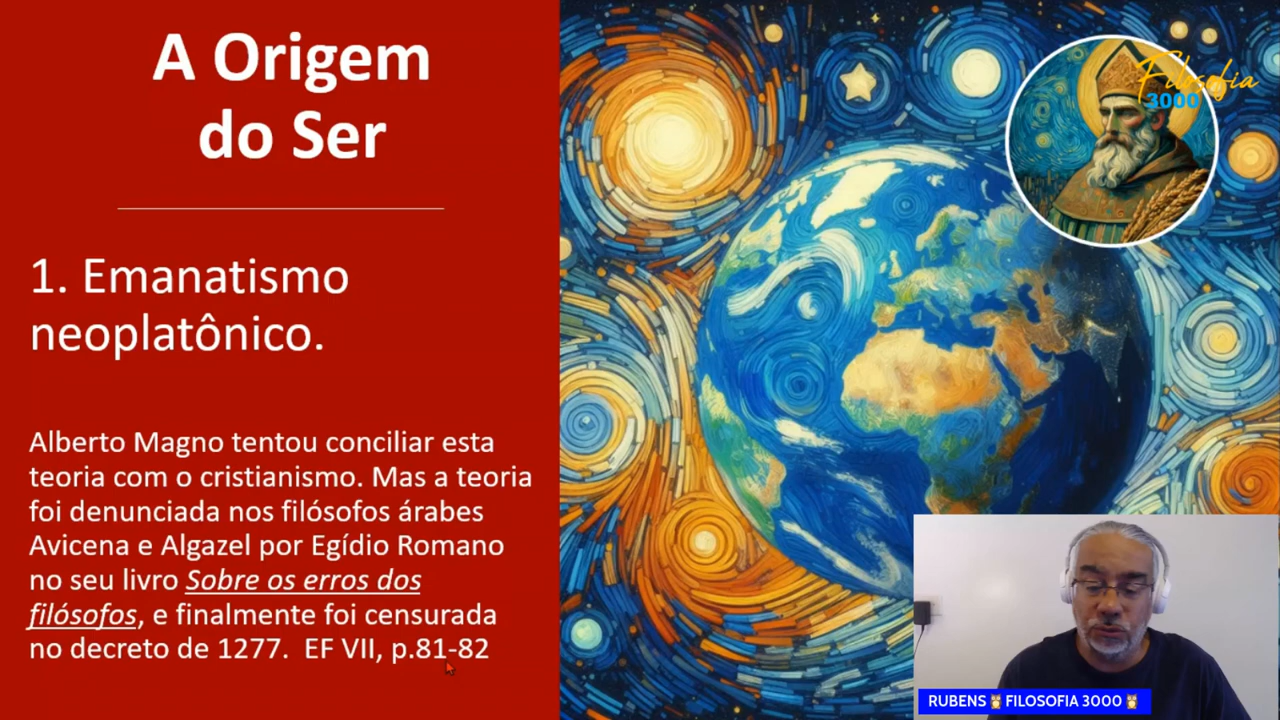 A Origem
do Ser
1. Emanatismo
neoplatônico.
Alberto Magno tentou conciliar esta
teoria com o cristianismo. Mas a teoria
foi denunciada nos filósofos árabes
Avicena e Algazel por Egídio Romano
no seu livro Sobre os erros dos
filósofos, e finalmente foi censurada
no decreto de 1277.  EF VII, p.81-82
Filosofia
3000
RUBENS🦉FILOSOFIA 3000🦉